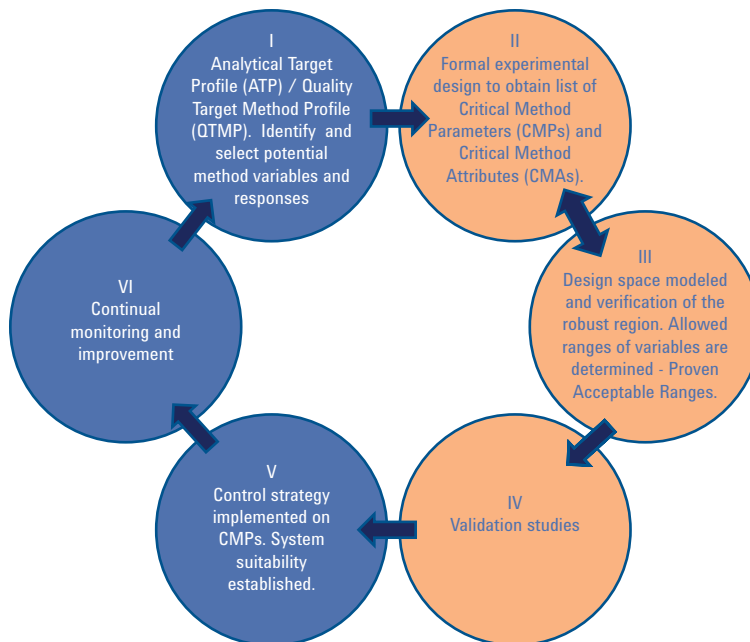 I
Analytical Target
Profile (ATP) / Quality
Target Method Profile
(QTMP). Identify and
select potential
method variables and
responses
II
Formal experimental
design to obtain list of
Critical Method
Parameters (CMPs) and
Critical Method
Attributes (CMAs).
III
Design space modeled
and verification of the
robust region. Allowed
ranges of variables are
determined - Proven
Acceptable Ranges.
IV
Validation studies
V
Control strategy
implemented on
CMPs. System
suitability
established.
VI
Continual
monitoring and
improvement